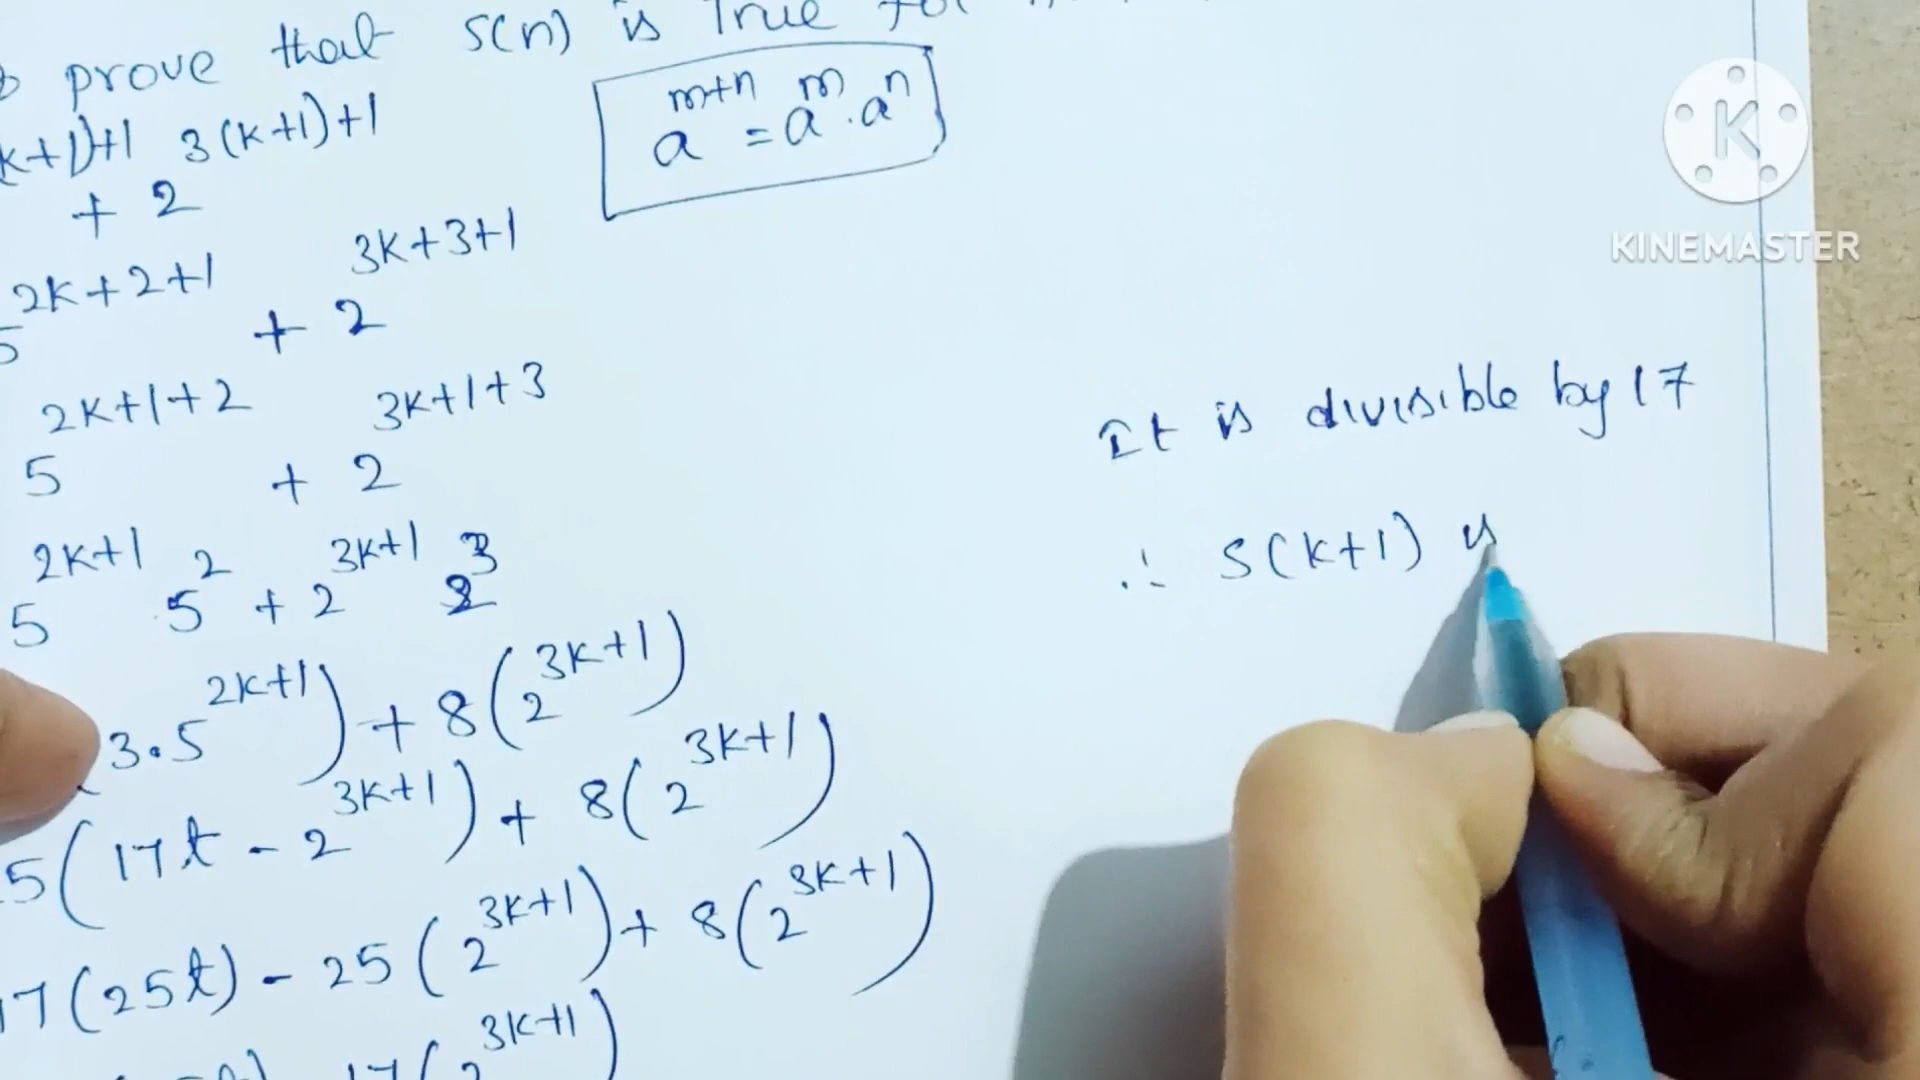 prove that S(n) is True for
k+1)+1 3(k+1)+1
+ 2
a^{m+n} = a^m . a^n
K
KINEMASTER
5^{2k+2+1} + 2^{3k+3+1}
5^{2k+1+2} + 2^{3k+1+3}
5^{2k+1} 5^2 + 2^{3k+1} 2^3
3.5^{2k+1}) + 8(2^{3k+1})
5(17t - 2^{3k+1}) + 8(2^{3k+1})
17(25t) - 25(2^{3k+1}) + 8(2^{3k+1})
17(2^{3k+1})
It is divisible by 17
∴ S(k+1) is